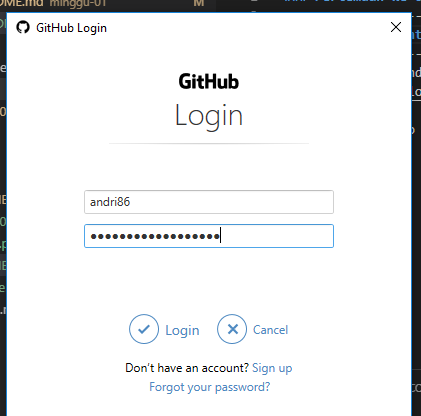 OME.md minggu-01 M
GitHub Login
GitHub
Login
andri86
●●●●●●●●●●●●●●●●●●
Login
Cancel
Don't have an account? Sign up
Forgot your password?